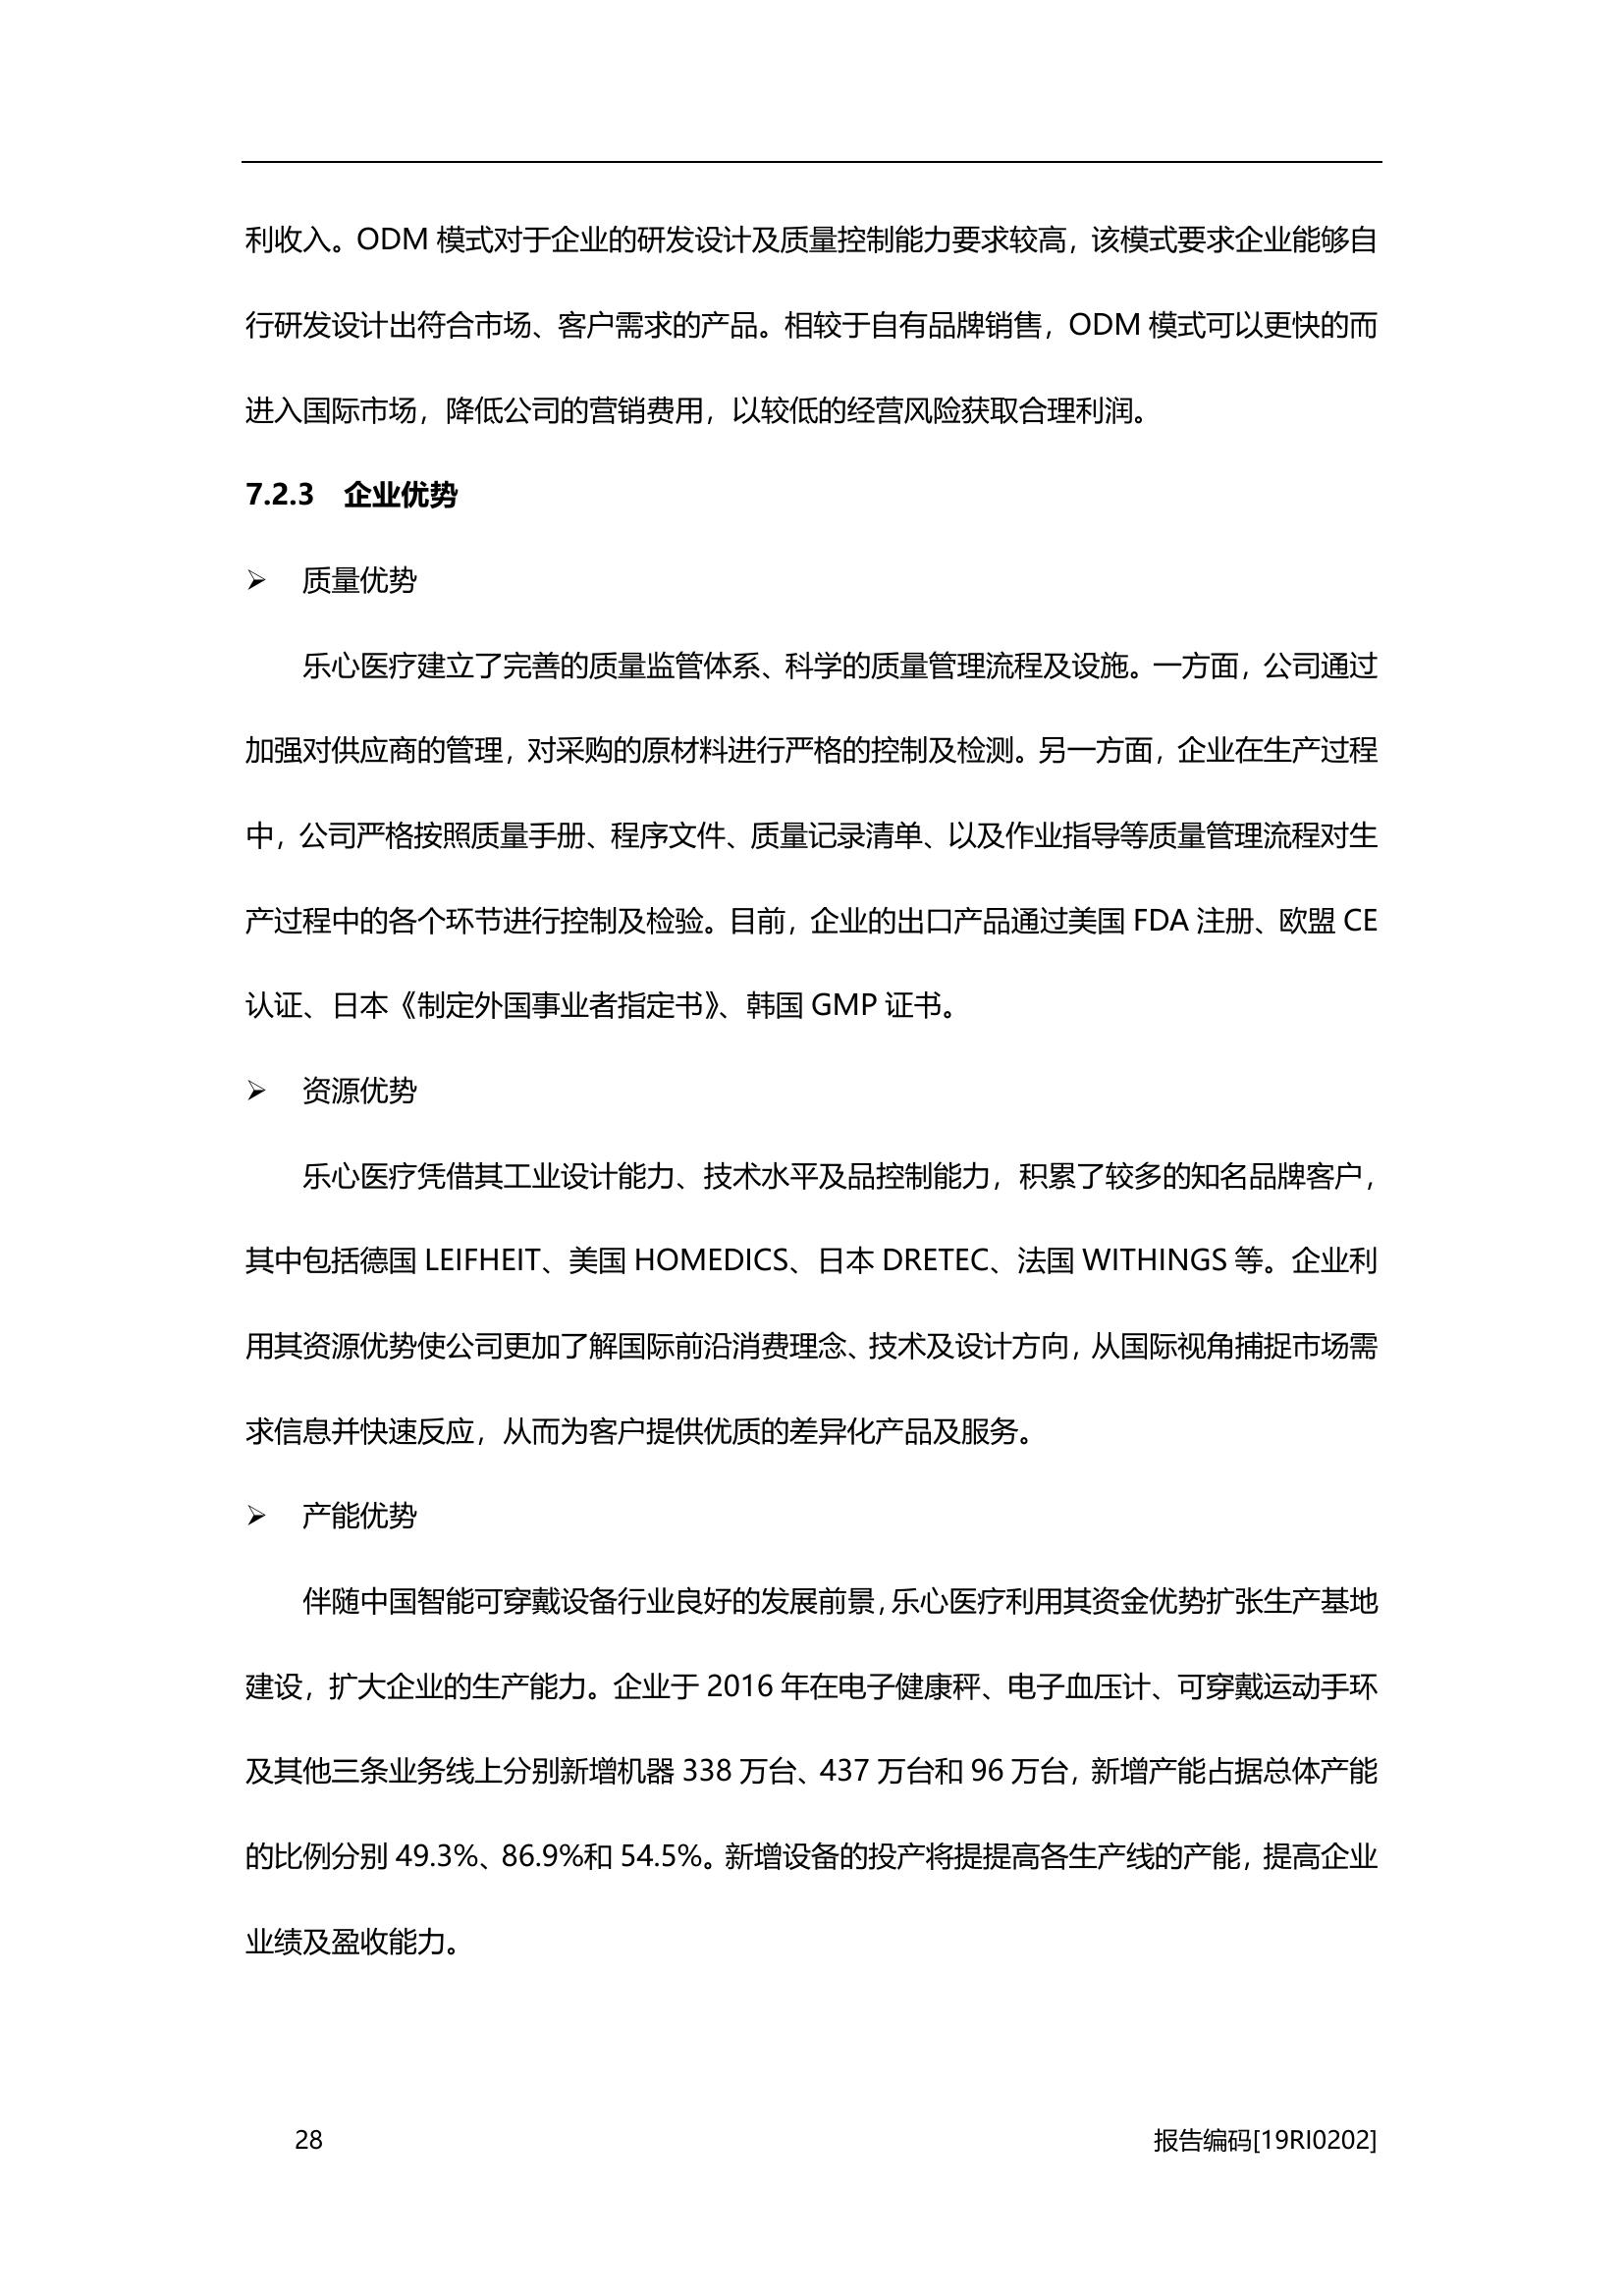 利收入。ODM 模式对于企业的研发设计及质量控制能力要求较高，该模式要求企业能够自
行研发设计出符合市场、客户需求的产品。相较于自有品牌销售，ODM 模式可以更快的而
进入国际市场，降低公司的营销费用，以较低的经营风险获取合理利润。
7.2.3 企业优势
➢ 质量优势
乐心医疗建立了完善的质量监管体系、科学的质量管理流程及设施。一方面，公司通过
加强对供应商的管理，对采购的原材料进行严格的控制及检测。另一方面，企业在生产过程
中，公司严格按照质量手册、程序文件、质量记录清单、以及作业指导等质量管理流程对生
产过程中的各个环节进行控制及检验。目前，企业的出口产品通过美国 FDA 注册、欧盟 CE
认证、日本《制定外国事业者指定书》、韩国 GMP 证书。
➢ 资源优势
乐心医疗凭借其工业设计能力、技术水平及品控制能力，积累了较多的知名品牌客户，
其中包括德国 LEIFHEIT、美国 HOMEDICS、日本 DRETEC、法国 WITHINGS 等。企业利
用其资源优势使公司更加了解国际前沿消费理念、技术及设计方向，从国际视角捕捉市场需
求信息并快速反应，从而为客户提供优质的差异化产品及服务。
➢ 产能优势
伴随中国智能可穿戴设备行业良好的发展前景，乐心医疗利用其资金优势扩张生产基地
建设，扩大企业的生产能力。企业于 2016 年在电子健康秤、电子血压计、可穿戴运动手环
及其他三条业务线上分别新增机器 338 万台、437 万台和 96 万台，新增产能占据总体产能
的比例分别 49.3%、86.9%和 54.5%。新增设备的投产将提提高各生产线的产能，提高企业
业绩及盈收能力。
28 报告编码[19RI0202]